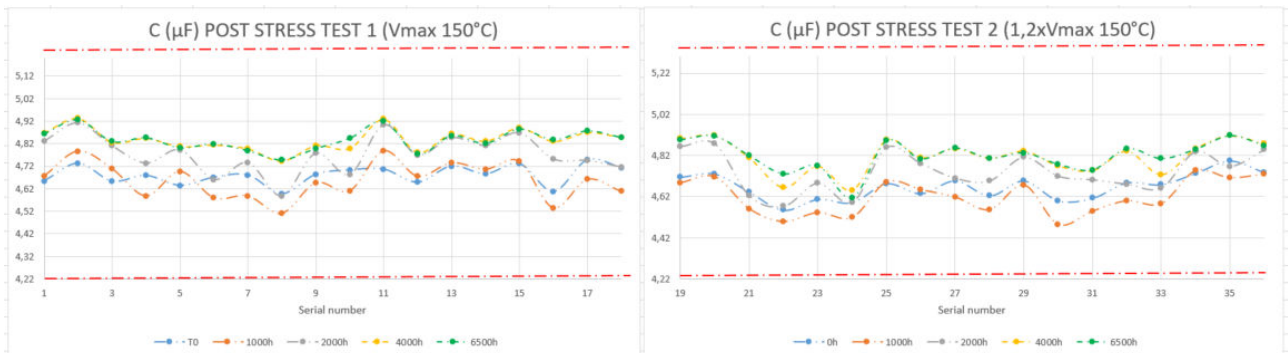 C (µF) POST STRESS TEST 1 (Vmax 150°C)
5,12
5,02
4,92
4,82
4,72
4,62
4,52
4,42
4,32
4,22
1 3 5 7 9 11 13 15 17
Serial number
T0 1000h 2000h 4000h 6500h
C (µF) POST STRESS TEST 2 (1,2xVmax 150°C)
5,22
5,02
4,82
4,62
4,42
4,22
19 21 23 25 27 29 31 33 35
Serial number
0h 1000h 2000h 4000h 6500h